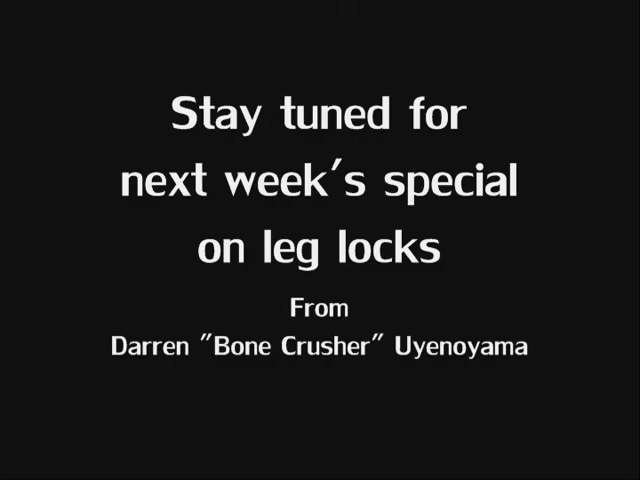 Stay tuned for
next week's special
on leg locks
From
Darren "Bone Crusher" Uyenoyama